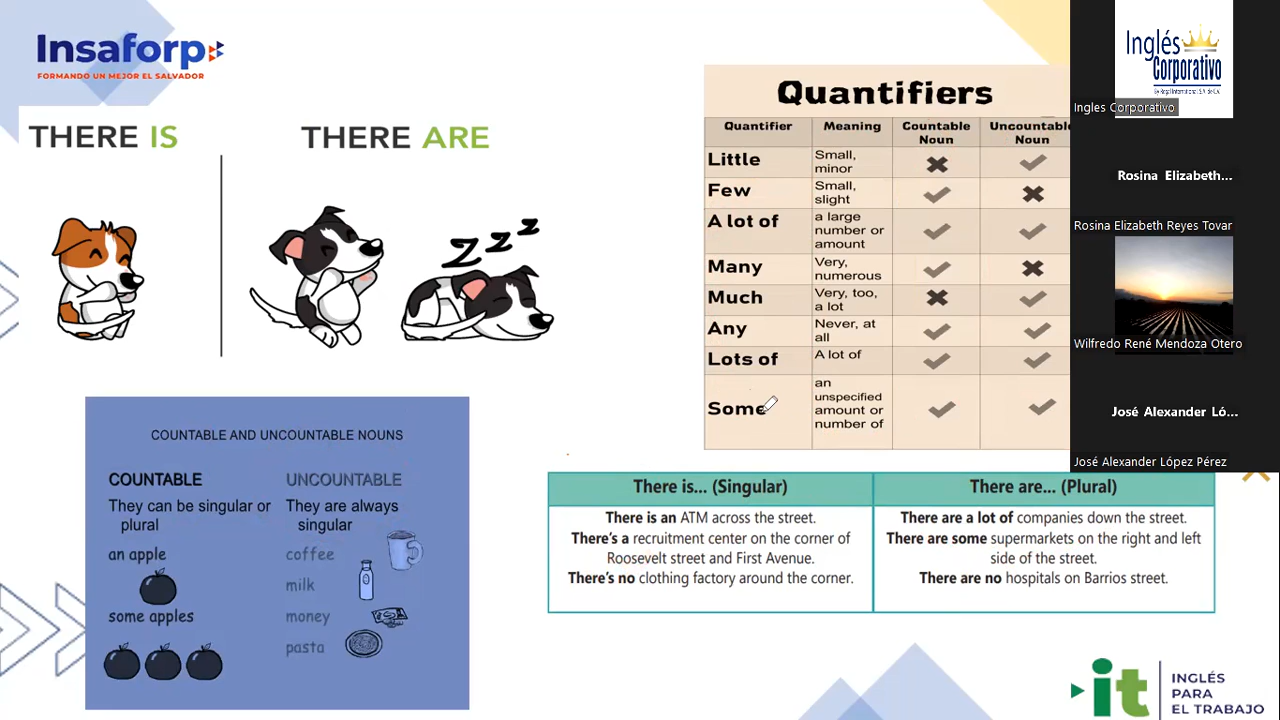 Insaforp
FORMANDO UN MEJOR EL SALVADOR
THERE IS
THERE ARE
Z Z Z
COUNTABLE AND UNCOUNTABLE NOUNS
COUNTABLE
They can be singular or
plural
an apple
some apples
UNCOUNTABLE
They are always
singular
coffee
milk
money
pasta
Quantifiers
Quantifier Meaning Countable Noun Uncountable Noun
Little Small, minor
Few Small, slight
A lot of a large number or amount
Many Very, numerous
Much Very, too, a lot
Any Never, at all
Lots of A lot of
Some an unspecified amount or number of
There is... (Singular)
There is an ATM across the street.
There's a recruitment center on the corner of
Roosevelt street and First Avenue.
There's no clothing factory around the corner.
There are... (Plural)
There are a lot of companies down the street.
There are some supermarkets on the right and left
side of the street.
There are no hospitals on Barrios street.
Inglés
Corporativo
Ingles Corporativo
Rosina Elizabeth...
Rosina Elizabeth Reyes Tovar
Wilfredo René Mendoza Otero
José Alexander Ló...
José Alexander López Pérez
it
INGLÉS
PARA
EL TRABAJO